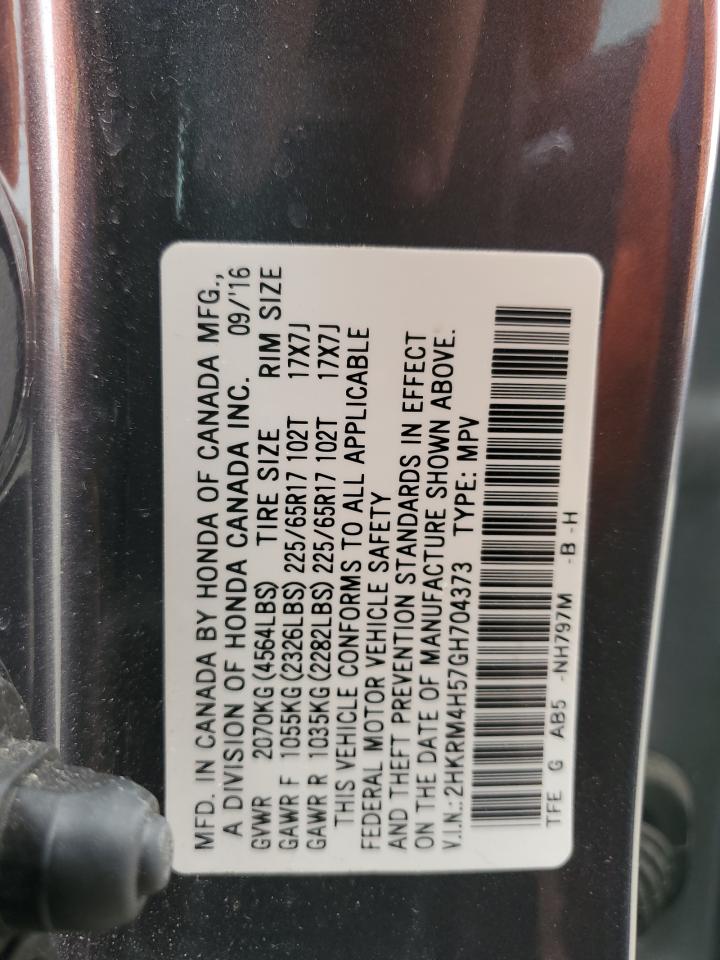 MFD. IN CANADA BY HONDA OF CANADA MFG.,
A DIVISION OF HONDA CANADA INC. 09/'16
GVWR 2070KG(4564LBS) TIRE SIZE RIM SIZE
GAWR F 1055KG(2326LBS) 225/65R17 102T 17X7J
GAWR R 1035KG(2282LBS) 225/65R17 102T 17X7J
THIS VEHICLE CONFORMS TO ALL APPLICABLE
FEDERAL MOTOR VEHICLE SAFETY
AND THEFT PREVENTION STANDARDS IN EFFECT
ON THE DATE OF MANUFACTURE SHOWN ABOVE.
V.I.N.:2HKRM4H57GH704373 TYPE: MPV
TFE G AB5 -NH797M -B -H